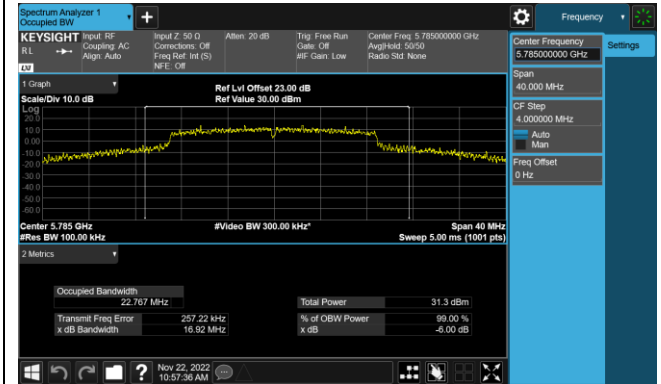 Spectrum Analyzer 1
Occupied BW
KEYSIGHT
RL
LXI
Input: RF
Coupling: AC
Align: Auto
Input Z: 50 Ω
Corrections: Off
Freq Ref: Int (S)
NFE: Off
Atten: 20 dB
Trig: Free Run
Gate: Off
#IF Gain: Low
Center Freq: 5.785000000 GHz
Avg|Hold: 50/50
Radio Std: None
1 Graph
Scale/Div 10.0 dB
Ref Lvl Offset 23.00 dB
Ref Value 30.00 dBm
Log
20.0
10.0
0.00
-10.0
-20.0
-30.0
-40.0
-50.0
-60.0
Center 5.785 GHz
#Res BW 100.00 kHz
#Video BW 300.00 kHz*
Span 40 MHz
Sweep 5.00 ms (1001 pts)
2 Metrics
Occupied Bandwidth
22.767 MHz
Transmit Freq Error 257.22 kHz
x dB Bandwidth 16.92 MHz
Total Power 31.3 dBm
% of OBW Power 99.00 %
x dB -6.00 dB
Nov 22, 2022
10:57:36 AM
Frequency
Settings
Center Frequency
5.785000000 GHz
Span
40.000 MHz
CF Step
4.000000 MHz
Auto
Man
Freq Offset
0 Hz